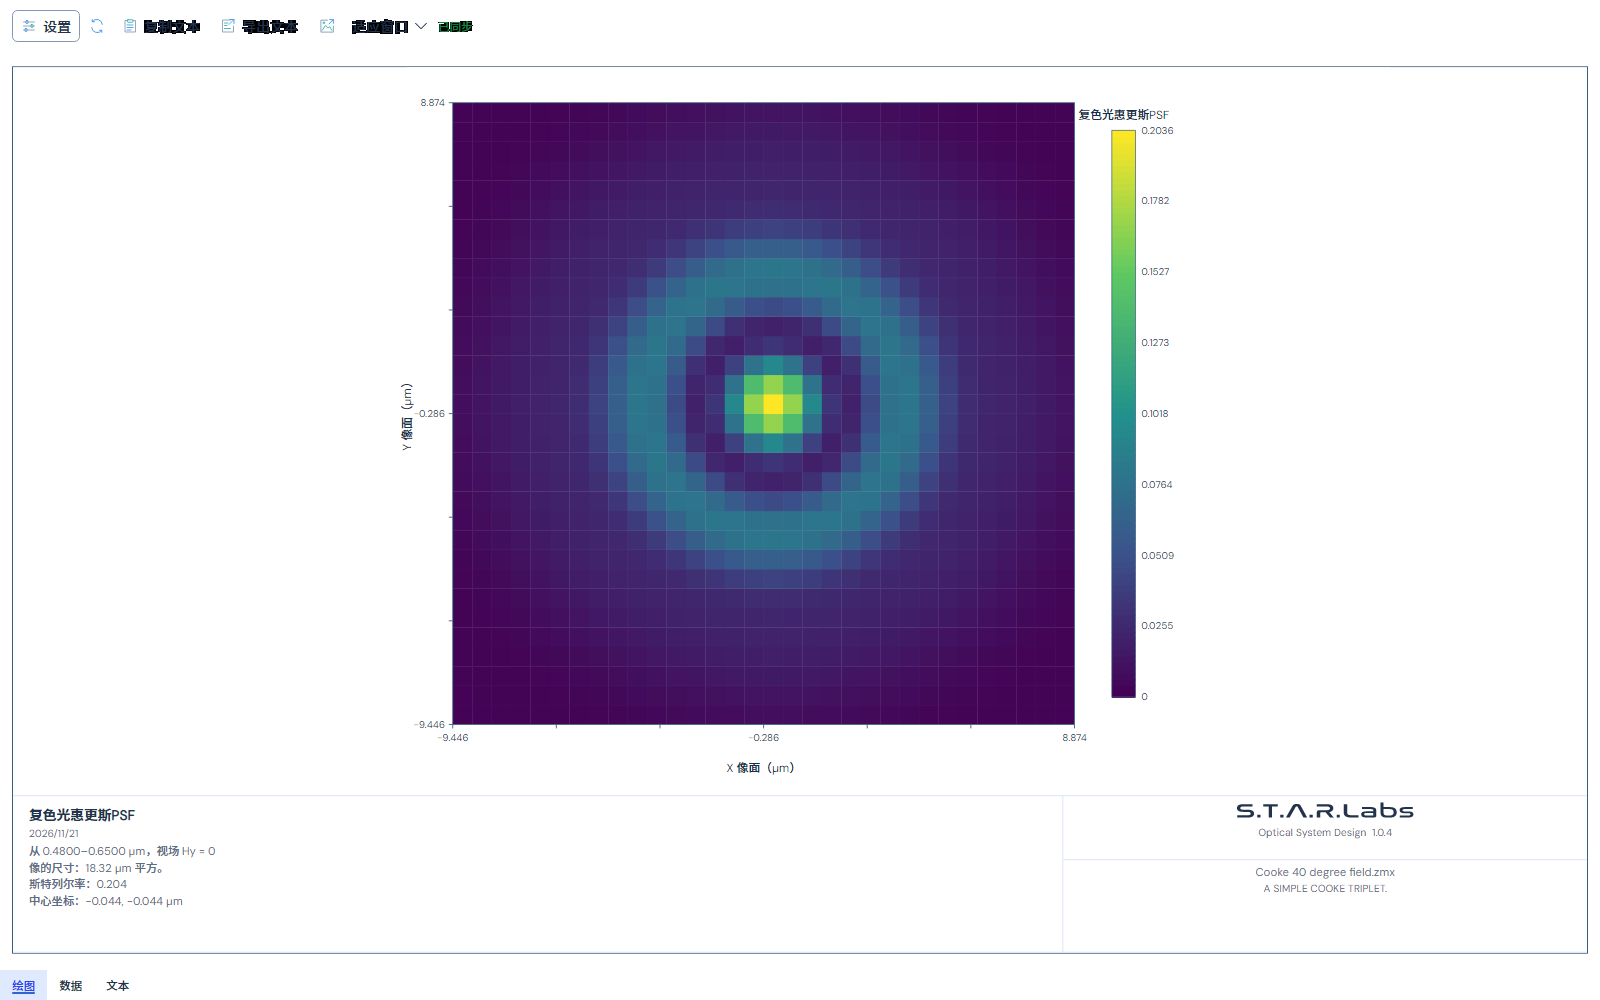 设置
8.874
复色光惠更斯PSF
0.2036
0.1782
0.1527
0.1273
0.1018
0.0764
0.0509
0.0255
0
Y 像面（μm）
-0.286
-9.446
-9.446
-0.286
8.874
X 像面（μm）
复色光惠更斯PSF
2026/11/21
从 0.4800–0.6500 μm，视场 Hy = 0
像的尺寸：18.32 μm 平方。
斯特列尔率：0.204
中心坐标：-0.044, -0.044 μm
S.T.A.R.Labs
Optical System Design 1.0.4
Cooke 40 degree field.zmx
A SIMPLE COOKE TRIPLET.
绘图 数据 文本